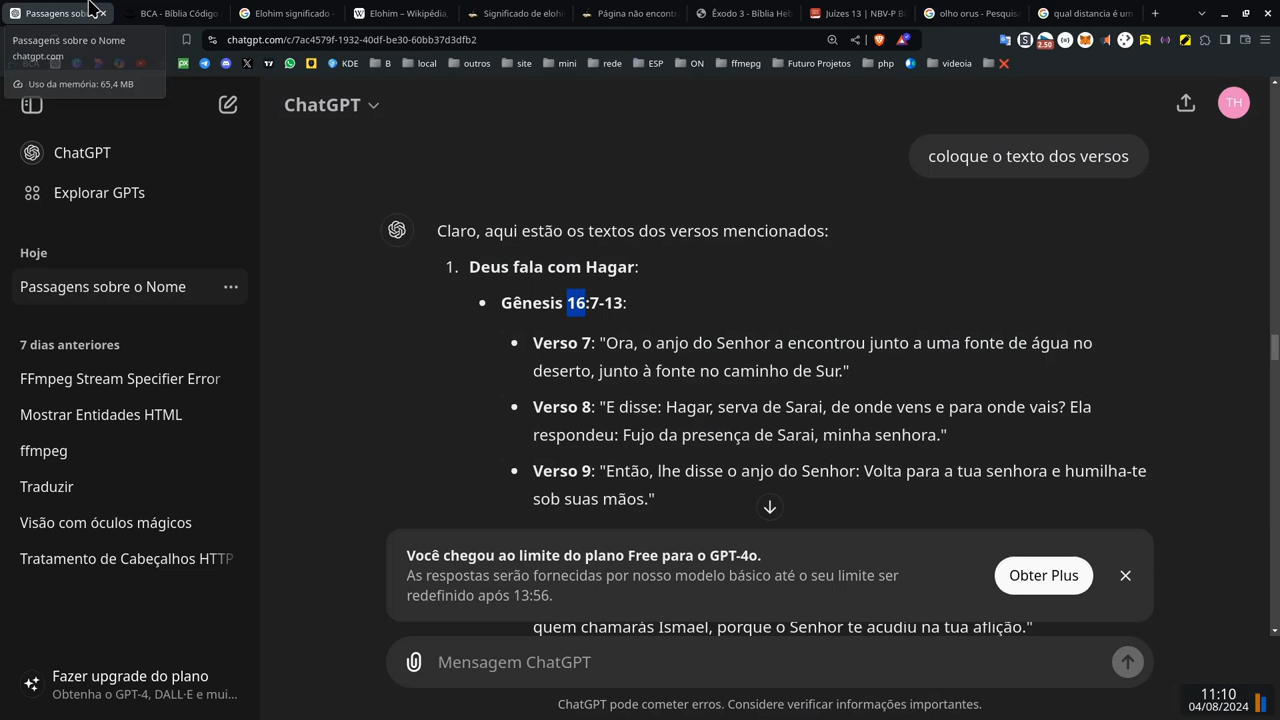 Passagens sobre
BCA - Bíblia Código
Elohim significado -
Elohim – Wikipédia,
Significado de elohi
Página não encontr
Êxodo 3 - Bíblia Heb
Juízes 13 | NBV-P B
olho orus - Pesquisa
qual distancia é um
chatgpt.com/c/7ac4579f-1932-40df-be30-60bb37d3dfb2
2.50
Passagens sobre o Nome
chatgpt.com
Uso da memória: 65,4 MB
KDE
B
local
outros
site
mini
rede
ESP
ON
ffmpeg
Futuro Projetos
php
videoia
ChatGPT
TH
ChatGPT
Explorar GPTs
Hoje
Passagens sobre o Nome
7 dias anteriores
FFmpeg Stream Specifier Error
Mostrar Entidades HTML
ffmpeg
Traduzir
Visão com óculos mágicos
Tratamento de Cabeçalhos HTTP
Fazer upgrade do plano
Obtenha o GPT-4, DALL·E e mui...
coloque o texto dos versos
Claro, aqui estão os textos dos versos mencionados:
1. Deus fala com Hagar:
• Gênesis 16:7-13:
• Verso 7: "Ora, o anjo do Senhor a encontrou junto a uma fonte de água no
deserto, junto à fonte no caminho de Sur."
• Verso 8: "E disse: Hagar, serva de Sarai, de onde vens e para onde vais? Ela
respondeu: Fujo da presença de Sarai, minha senhora."
• Verso 9: "Então, lhe disse o anjo do Senhor: Volta para a tua senhora e humilha-te
sob suas mãos."
Você chegou ao limite do plano Free para o GPT-4o.
As respostas serão fornecidas por nosso modelo básico até o seu limite ser
redefinido após 13:56.
Obter Plus
quem chamarás Ismael, porque o Senhor te acudiu na tua aflição."
Mensagem ChatGPT
ChatGPT pode cometer erros. Considere verificar informações importantes.
11:10
04/08/2024